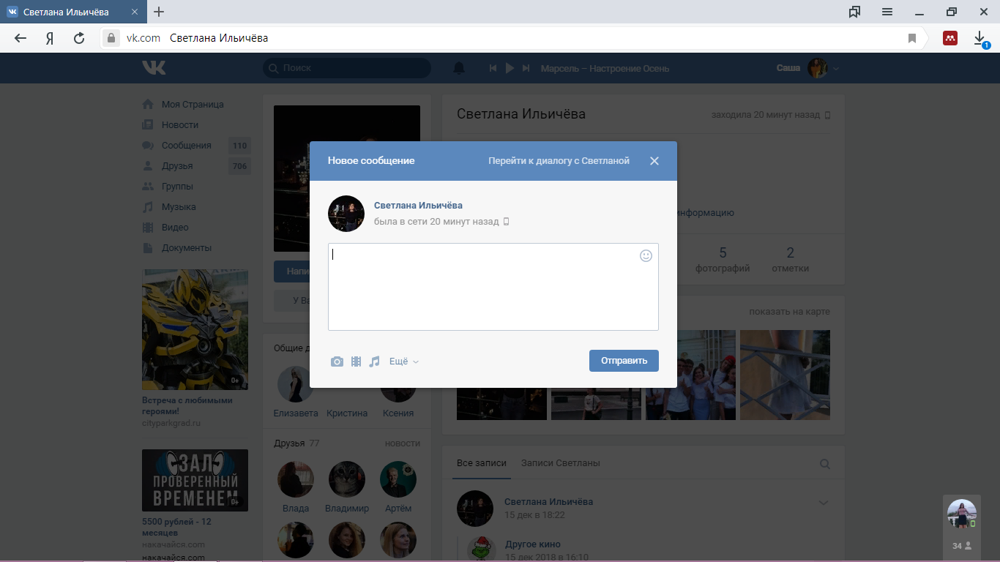 Светлана Ильичёва
Я vk.com Светлана Ильичёва
1
Поиск
Марсель – Настроение Осень
Саша
Моя Страница
Новости
Сообщения 110
Друзья 706
Группы
Музыка
Видео
Документы
0+
Встреча с любимыми
героями!
cityparkgrad.ru
ЗАЛ
ПРОВЕРЕННЫЙ
ВРЕМЕНЕМ
0+
5500 рублей - 12
месяцев
накачайся.com
накачайся.com
Напи
У Ва
Общие д
Елизавета Кристина Ксения
Друзья 77 новости
Влада Владимир Артём
Светлана Ильичёва
заходила 20 минут назад
информацию
5
фотографий
2
отметки
показать на карте
Новое сообщение
Перейти к диалогу с Светланой
Светлана Ильичёва
была в сети 20 минут назад
Ещё
Отправить
Все записи Записи Светланы
Светлана Ильичёва
15 дек в 18:22
Другое кино
15 дек 2018 в 16:10
34